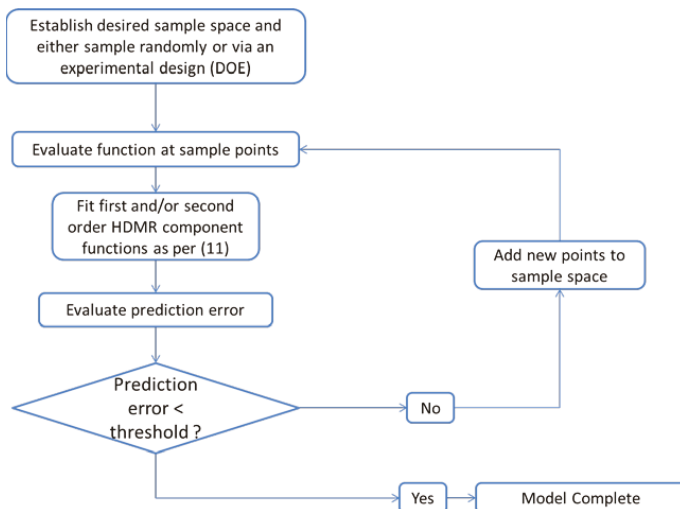 Establish desired sample space and
either sample randomly or via an
experimental design (DOE)
Evaluate function at sample points
Fit first and/or second
order HDMR component
functions as per (11)
Add new points to
sample space
Evaluate prediction error
Prediction
error <
threshold ?
No
Yes
Model Complete